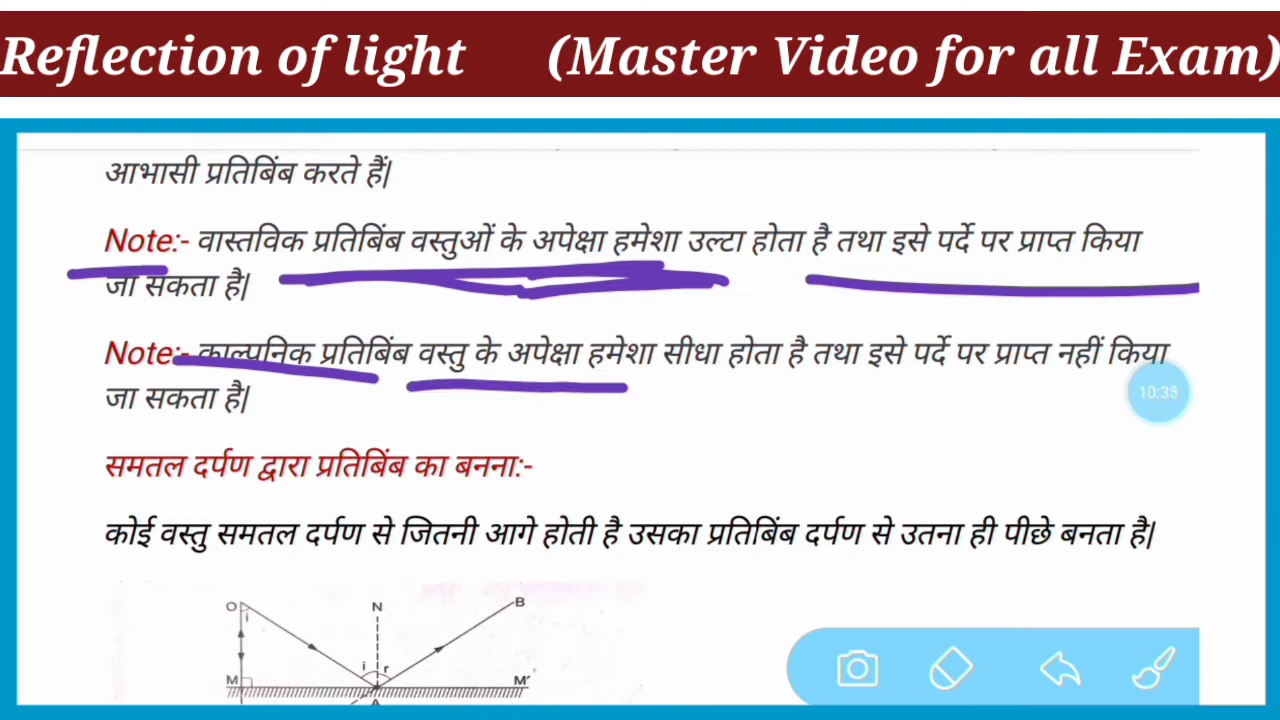 Reflection of light (Master Video for all Exam)
आभासी प्रतिबिंब करते हैं|
Note:- वास्तविक प्रतिबिंब वस्तुओं के अपेक्षा हमेशा उल्टा होता है तथा इसे पर्दे पर प्राप्त किया
जा सकता है|
Note:- काल्पनिक प्रतिबिंब वस्तु के अपेक्षा हमेशा सीधा होता है तथा इसे पर्दे पर प्राप्त नहीं किया
जा सकता है|
10:38
समतल दर्पण द्वारा प्रतिबिंब का बनना:-
कोई वस्तु समतल दर्पण से जितनी आगे होती है उसका प्रतिबिंब दर्पण से उतना ही पीछे बनता है|
O N B
i
i r
M M'
A